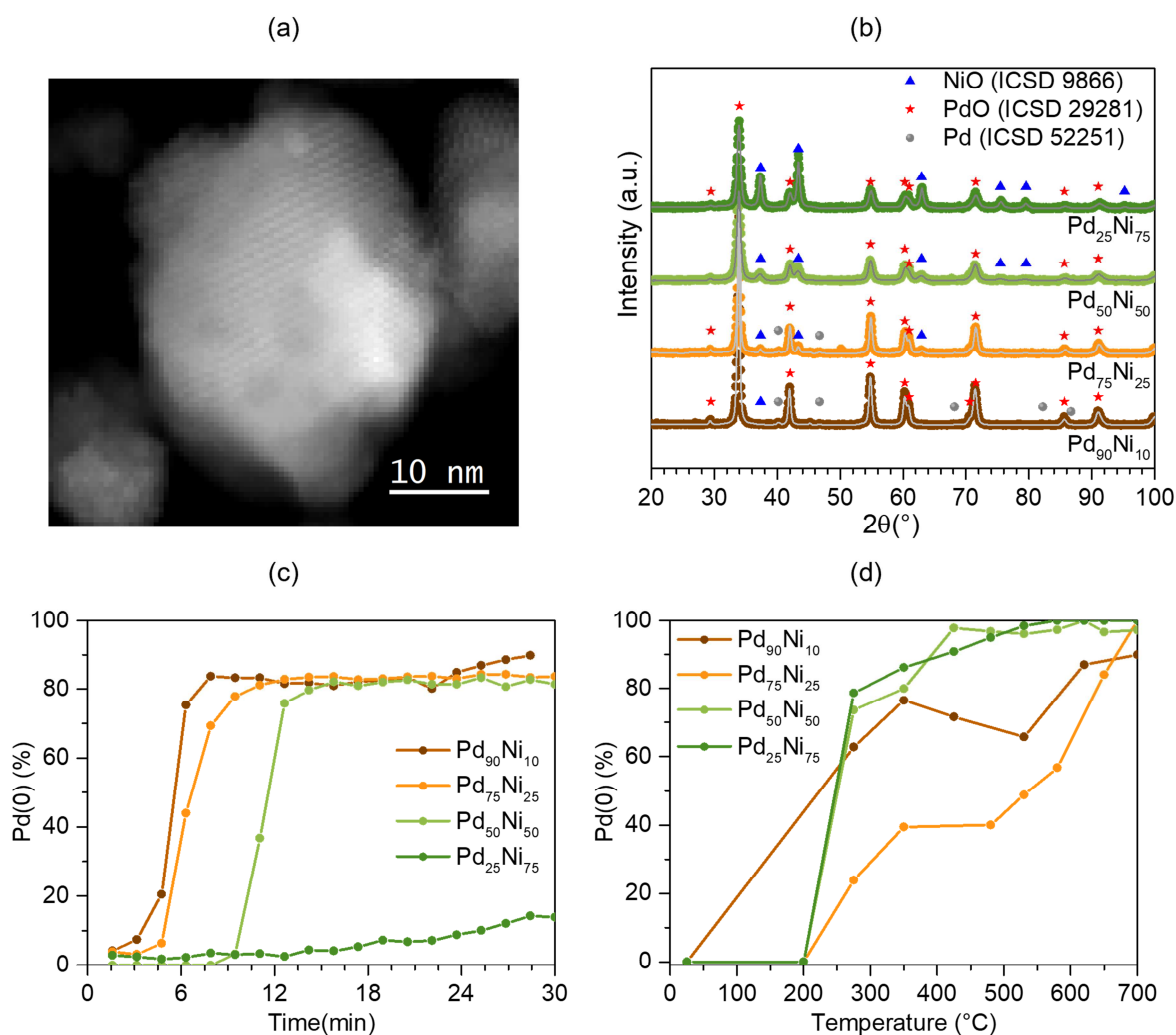 (a)
10 nm
(b)
NiO (ICSD 9866)
PdO (ICSD 29281)
Pd (ICSD 52251)
Pd25Ni75
Pd50Ni50
Pd75Ni25
Pd90Ni10
Intensity (a.u.)
20 30 40 50 60 70 80 90 100
2θ(°)
(c)
100
80
60
40
20
0
Pd(0) (%)
Pd90Ni10
Pd75Ni25
Pd50Ni50
Pd25Ni75
0 6 12 18 24 30
Time(min)
(d)
100
80
60
40
20
0
Pd(0) (%)
Pd90Ni10
Pd75Ni25
Pd50Ni50
Pd25Ni75
0 100 200 300 400 500 600 700
Temperature (°C)